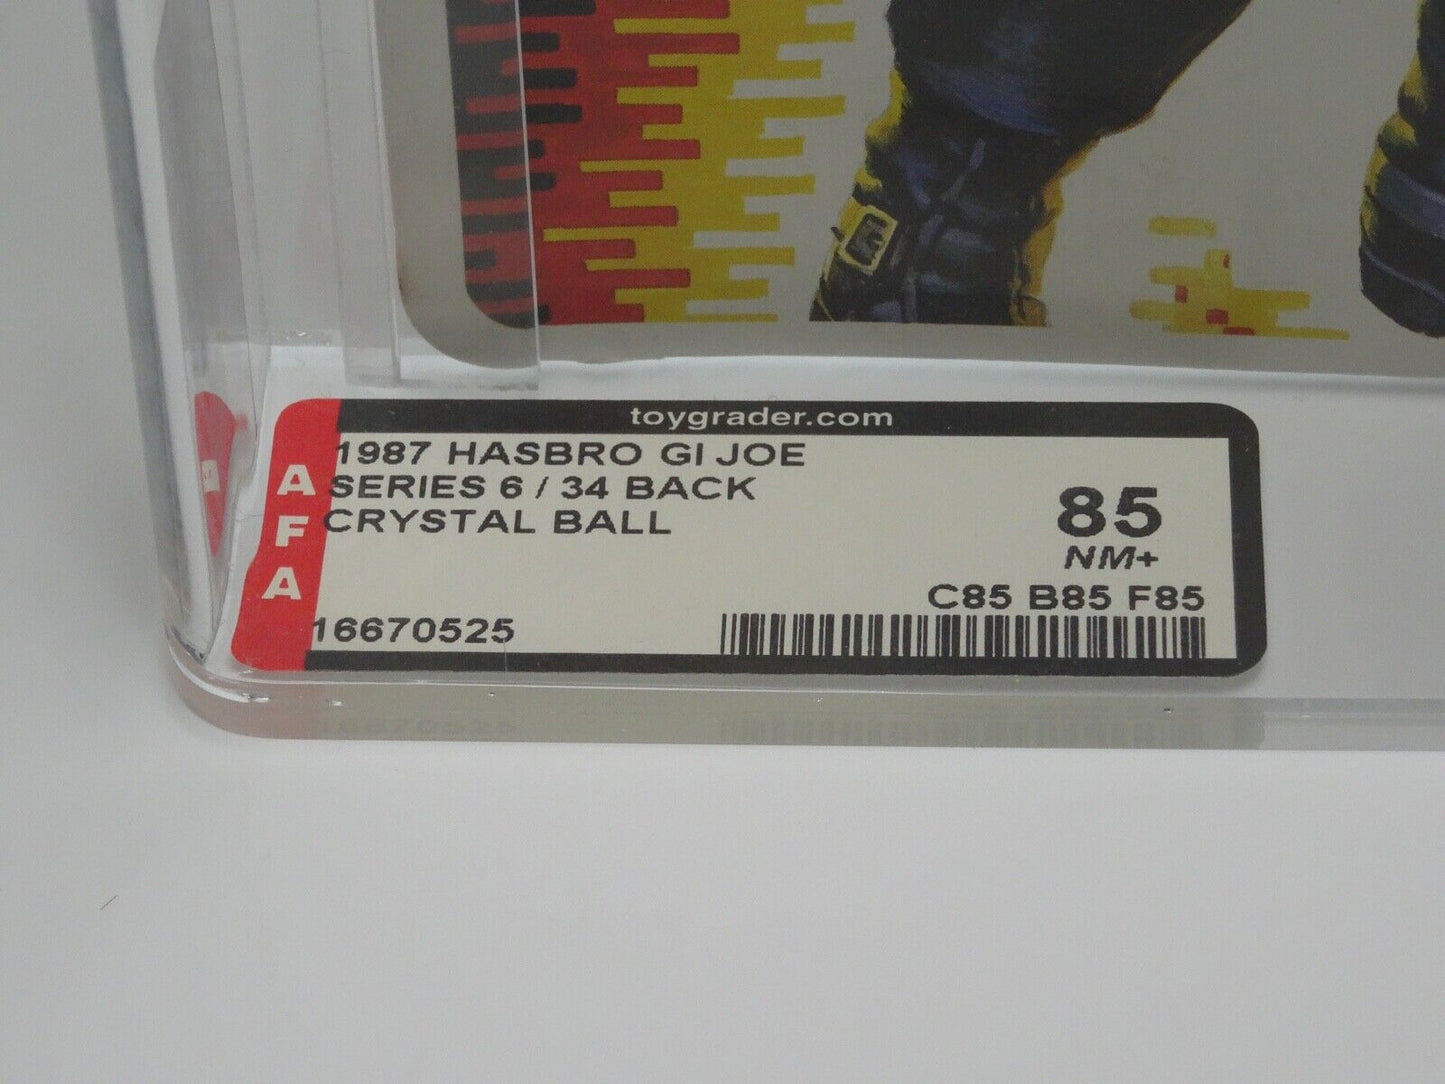 toygrader.com
AFA
1987 HASBRO GI JOE
SERIES 6 / 34 BACK
CRYSTAL BALL
85
NM+
C85 B85 F85
16670525